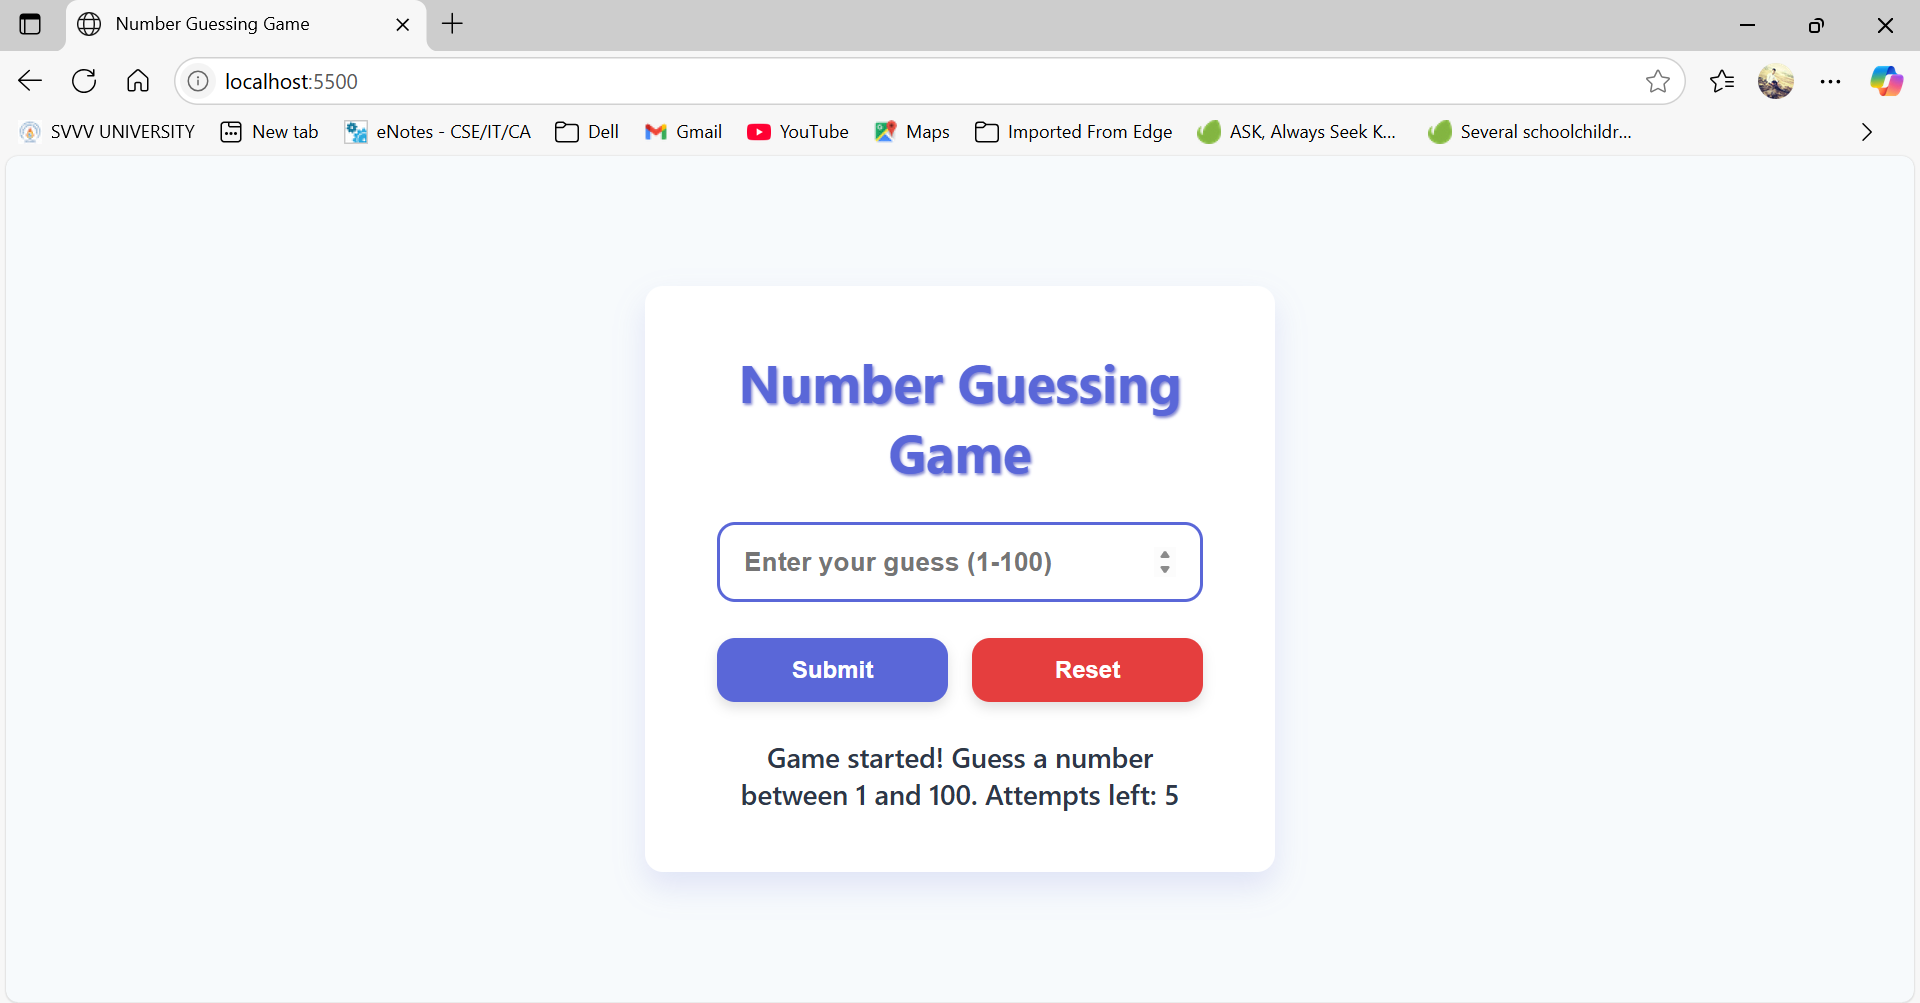 Number Guessing Game
localhost:5500
SVVV UNIVERSITY New tab eNotes - CSE/IT/CA Dell Gmail YouTube Maps Imported From Edge ASK, Always Seek K... Several schoolchildr...
Number Guessing
Game
Enter your guess (1-100)
Submit Reset
Game started! Guess a number
between 1 and 100. Attempts left: 5